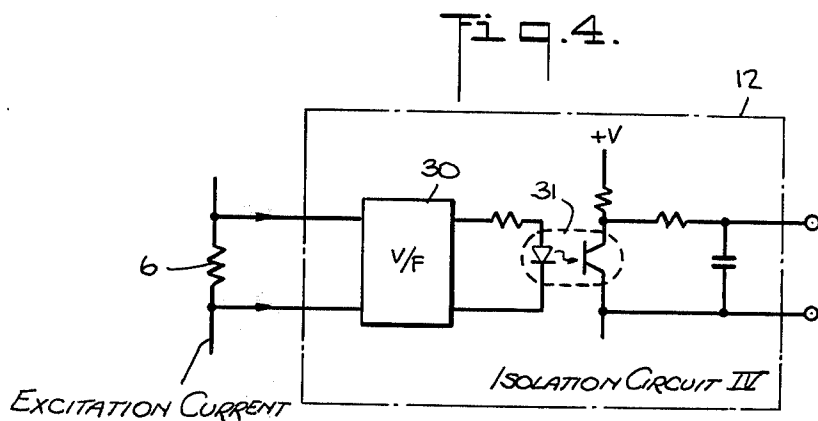 Fig.4.
12
+V
30
31
6
V/F
ISOLATION CIRCUIT IV
EXCITATION CURRENT